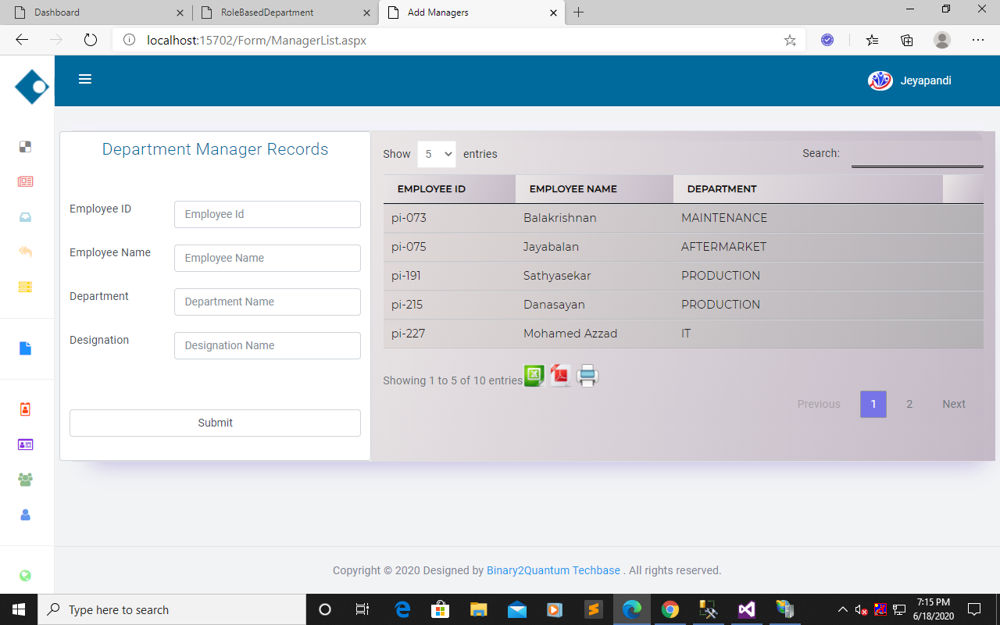 Dashboard
RoleBasedDepartment
Add Managers
localhost:15702/Form/ManagerList.aspx
Jeyapandi
Department Manager Records
Employee ID
Employee Id
Employee Name
Employee Name
Department
Department Name
Designation
Designation Name
Submit
Show 5 entries
Search:
EMPLOYEE ID EMPLOYEE NAME DEPARTMENT
pi-073 Balakrishnan MAINTENANCE
pi-075 Jayabalan AFTERMARKET
pi-191 Sathyasekar PRODUCTION
pi-215 Danasayan PRODUCTION
pi-227 Mohamed Azzad IT
Showing 1 to 5 of 10 entries
Previous 1 2 Next
Copyright © 2020 Designed by Binary2Quantum Techbase . All rights reserved.
Type here to search
7:15 PM
6/18/2020